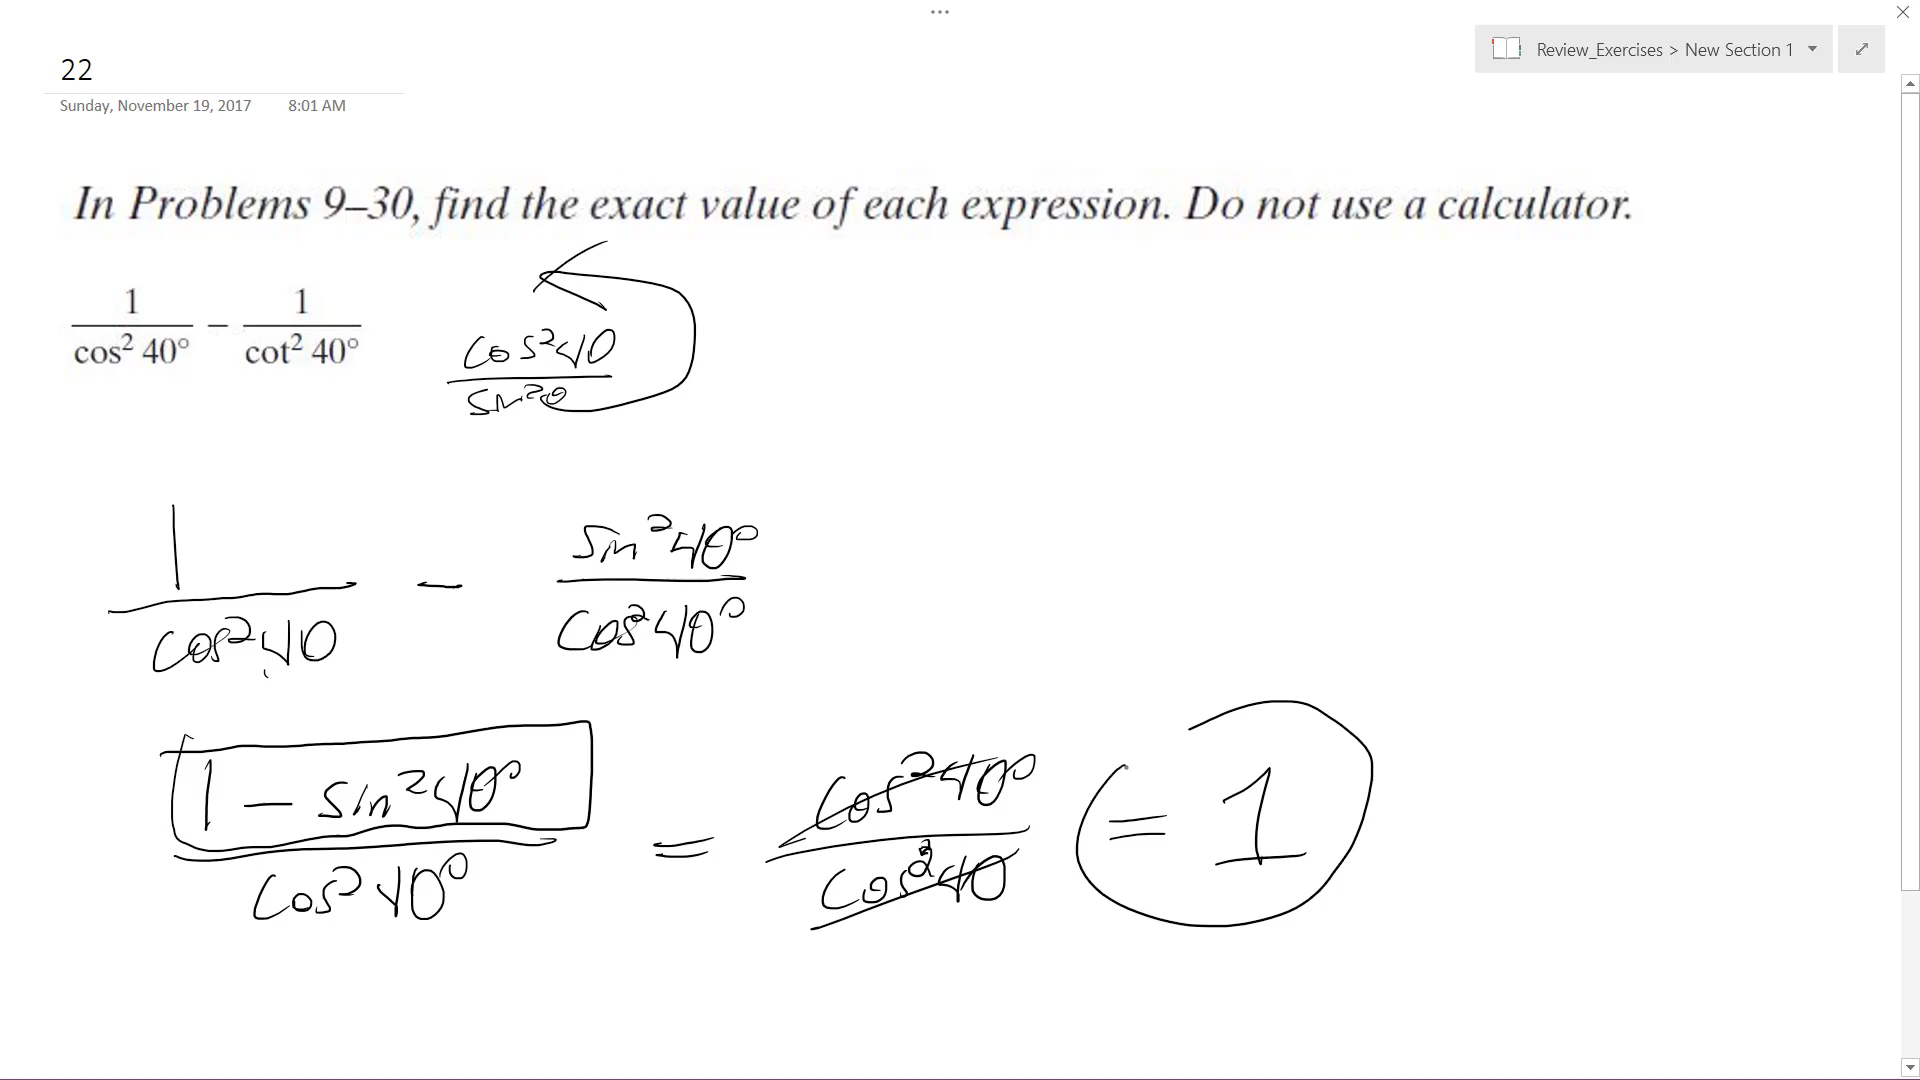 Review_Exercises > New Section 1
22
Sunday, November 19, 2017 8:01 AM
In Problems 9–30, find the exact value of each expression. Do not use a calculator.
1/cos² 40° − 1/cot² 40°
cos²40/sin²θ
1/cos²40 − sin²40°/cos²40°
1 − sin²40°/cos²40° = cos²40°/cos²40 = 1